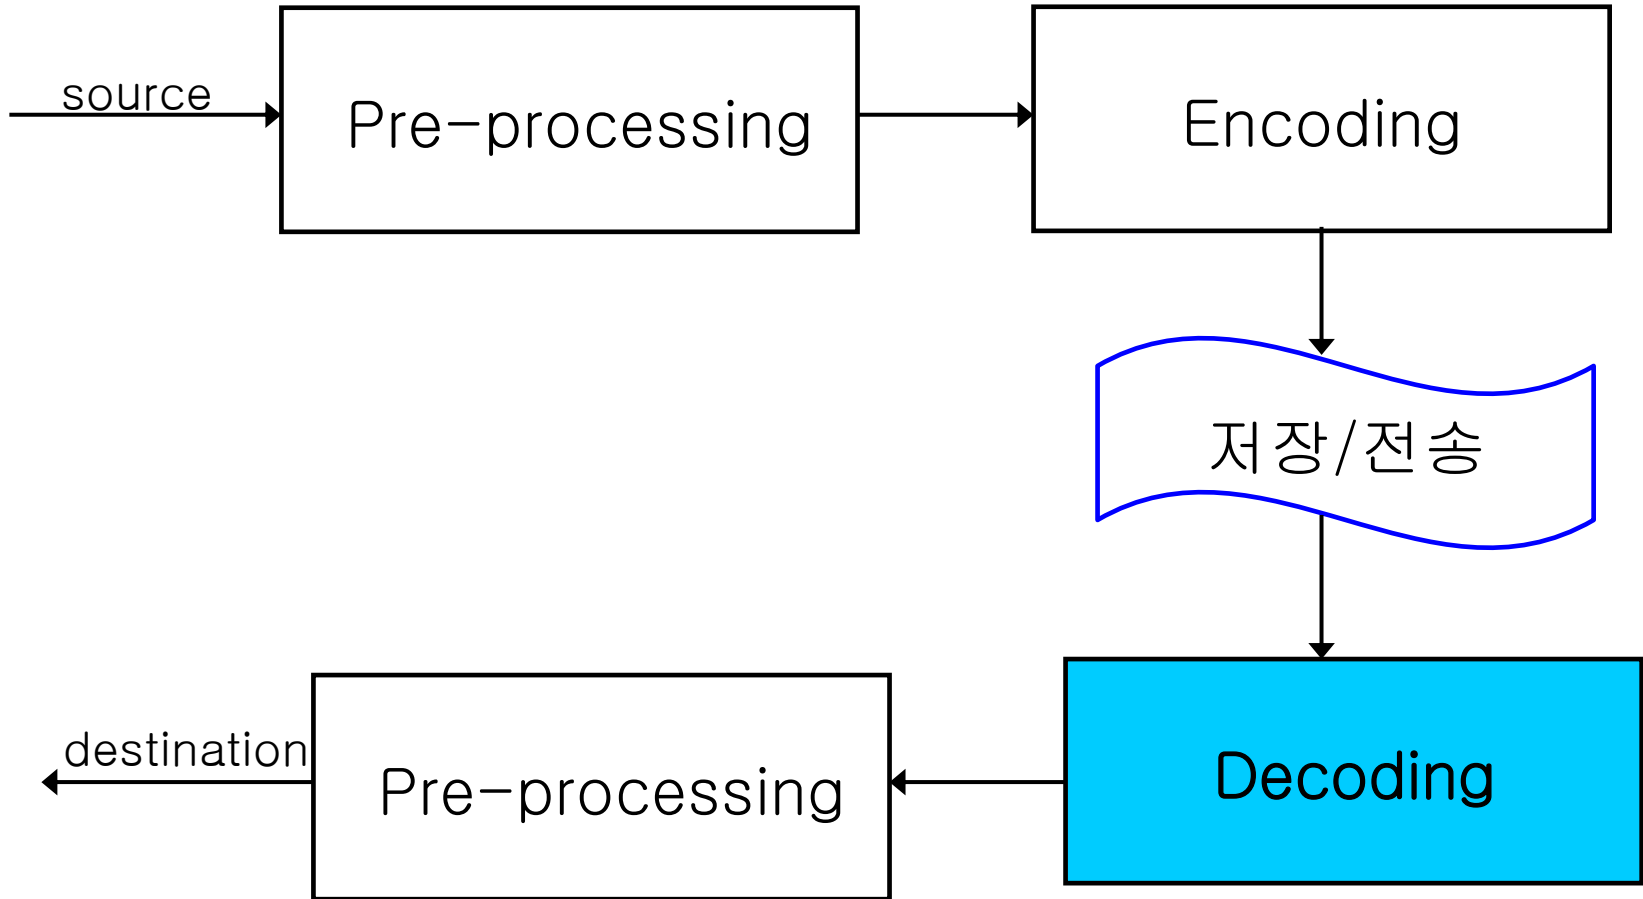 source
Pre-processing
Encoding
저장/전송
Decoding
Pre-processing
destination